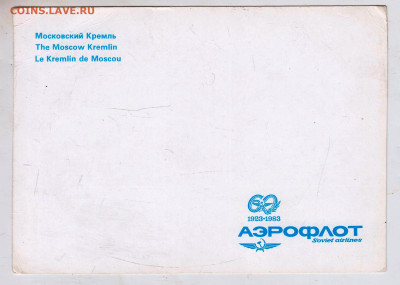 COINS.LAVE.RU
Московский Кремль
The Moscow Kremlin
Le Kremlin de Moscou
60
1923·1983
АЭРОФЛОТ
Soviet airlines